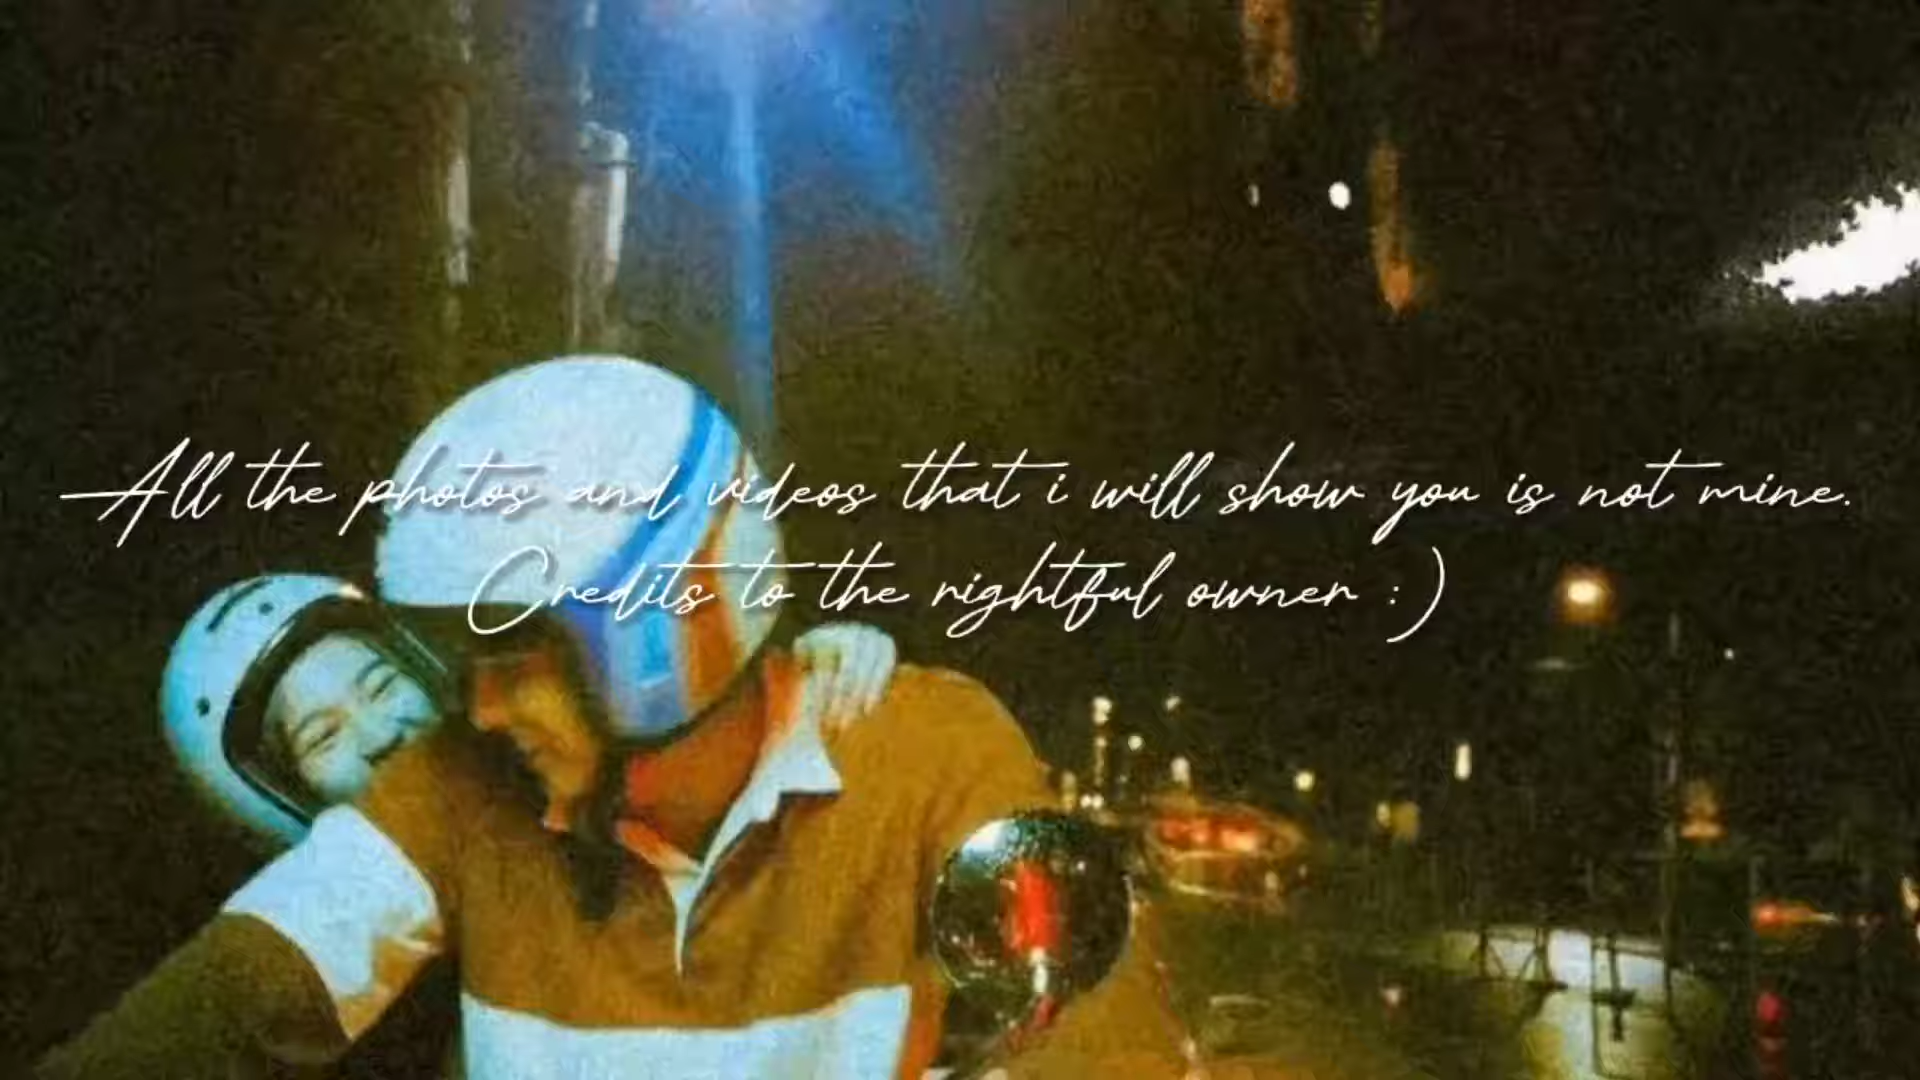 All the photos and videos that i will show you is not mine.
Credits to the rightful owner :)